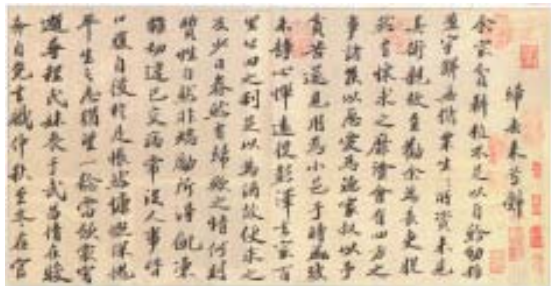 歸去來兮辭
余家貧耕植不足以自給幼稚
盈室缾無儲粟生生所資未見
其術親故多勸余為長吏脫
然有懷求之靡途會有四方之
事諸侯以惠愛為德家叔以予
貧苦遂見用為小邑于時風波
未靜心憚遠役彭澤去家百
里公田之利足以為酒故便求之
及少日眷然有歸歟之情何則
質性自然非矯勵所得飢凍
雖切違己交病嘗從人事皆
口腹自役於是悵然慷慨深愧
平生之志猶望一稔當斂裳宵
逝尋程氏妹喪于武昌情在駿
奔自免去職仲秋至冬在官